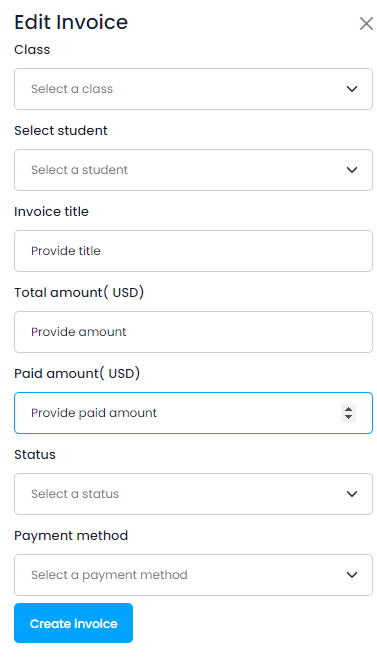 Edit Invoice
Class
Select a class
Select student
Select a student
Invoice title
Provide title
Total amount( USD)
Provide amount
Paid amount( USD)
Provide paid amount
Status
Select a status
Payment method
Select a payment method
Create invoice